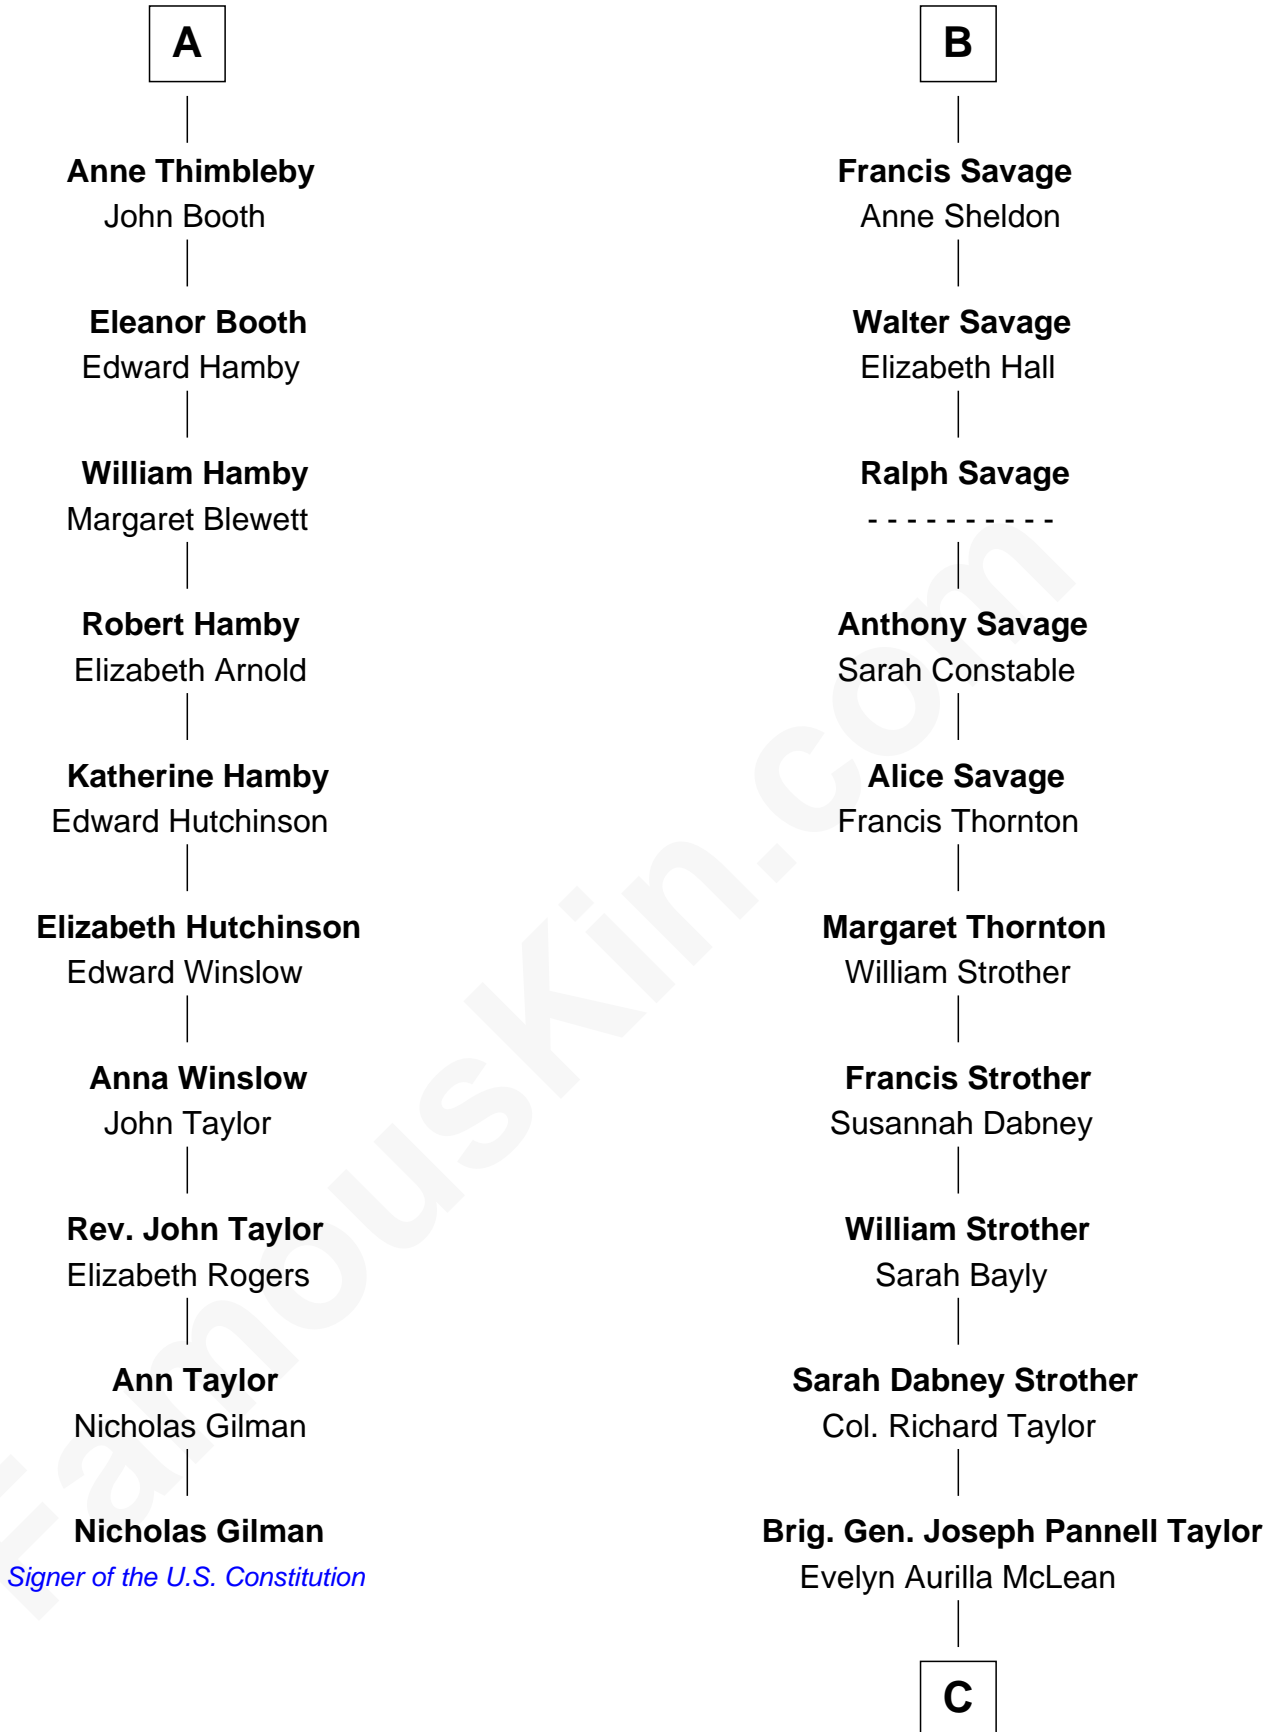 A
Anne Thimbleby
John Booth
Eleanor Booth
Edward Hamby
William Hamby
Margaret Blewett
Robert Hamby
Elizabeth Arnold
Katherine Hamby
Edward Hutchinson
Elizabeth Hutchinson
Edward Winslow
Anna Winslow
John Taylor
Rev. John Taylor
Elizabeth Rogers
Ann Taylor
Nicholas Gilman
Nicholas Gilman
Signer of the U.S. Constitution
B
Francis Savage
Anne Sheldon
Walter Savage
Elizabeth Hall
Ralph Savage
- - - - - - - - - -
Anthony Savage
Sarah Constable
Alice Savage
Francis Thornton
Margaret Thornton
William Strother
Francis Strother
Susannah Dabney
William Strother
Sarah Bayly
Sarah Dabney Strother
Col. Richard Taylor
Brig. Gen. Joseph Pannell Taylor
Evelyn Aurilla McLean
C
FamousKin.com